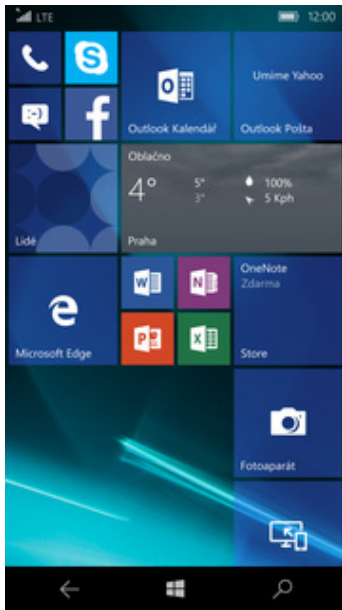 LTE
12:00
Outlook Kalendář
Umíme Yahoo
Outlook Pošta
Lidé
Oblačno
4°
5°
3°
100%
5 Kph
Praha
Microsoft Edge
OneNote
Zdarma
Store
Fotoaparát